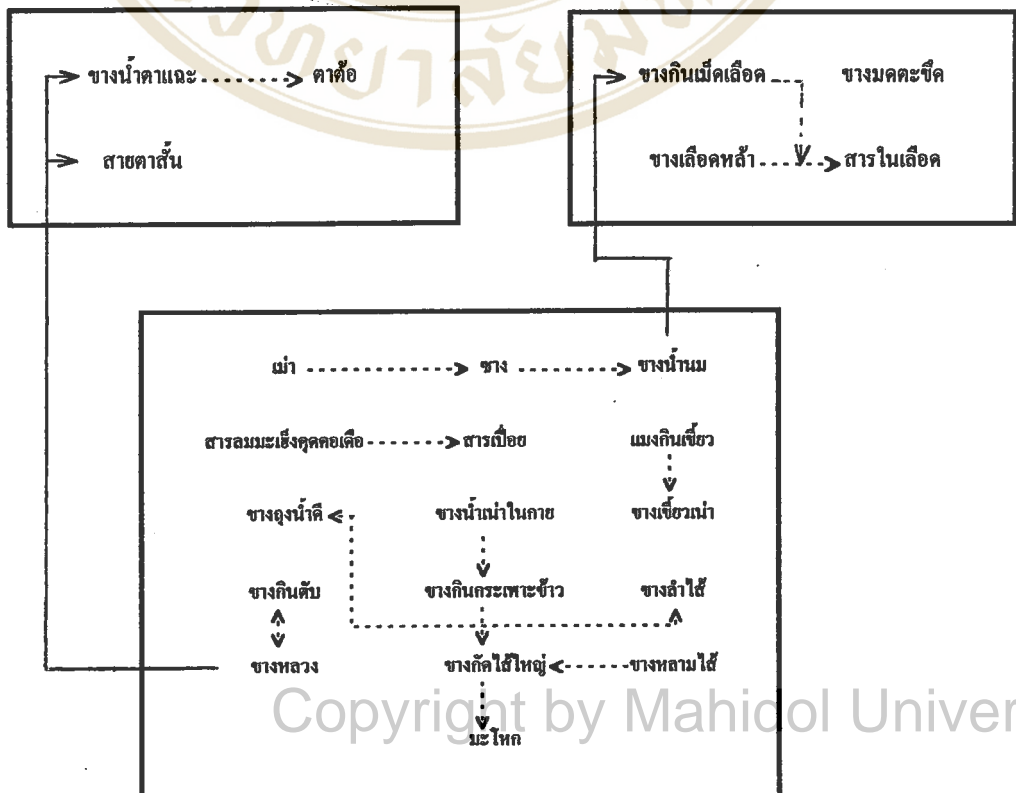 ทยาลัยม
ขางน้ำตาแฉะ ตาต้อ
สายตาสั้น
ขางกินเม็ดเลือด ขางมดตะขึด
ขางเลือดหล้า สารในเลือด
เม่า ซาง ขางน้ำนม
สารลมมะเฮ็งคุดคอเดือ สารเปื่อย แมงกินเขี้ยว
ขางถุงน้ำดี ขางน้ำเน่าในกาย ขางเขี้ยวเน่า
ขางกินตับ ขางกินกระเพาะข้าว ขางลำไส้
ขางหลวง ขางกัดไส้ใหญ่ ขางหลามไส้
มะโหก
Copyright by Mahidol Univer